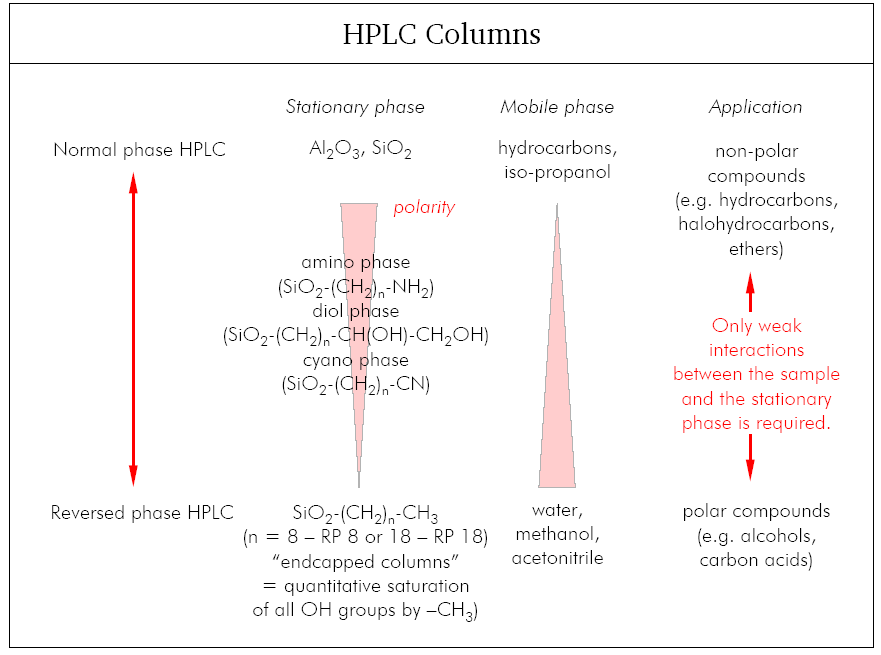 HPLC Columns
Stationary phase Mobile phase Application
Normal phase HPLC
Al₂O₃, SiO₂
hydrocarbons,
iso-propanol
non-polar
compounds
(e.g. hydrocarbons,
halohydrocarbons,
ethers)
polarity
amino phase
(SiO₂-(CH₂)ₙ-NH₂)
diol phase
(SiO₂-(CH₂)ₙ-CH(OH)-CH₂OH)
cyano phase
(SiO₂-(CH₂)ₙ-CN)
Only weak
interactions
between the sample
and the stationary
phase is required.
Reversed phase HPLC
SiO₂-(CH₂)ₙ-CH₃
(n = 8 – RP 8 or 18 – RP 18)
“endcapped columns”
= quantitative saturation
of all OH groups by –CH₃)
water,
methanol,
acetonitrile
polar compounds
(e.g. alcohols,
carbon acids)